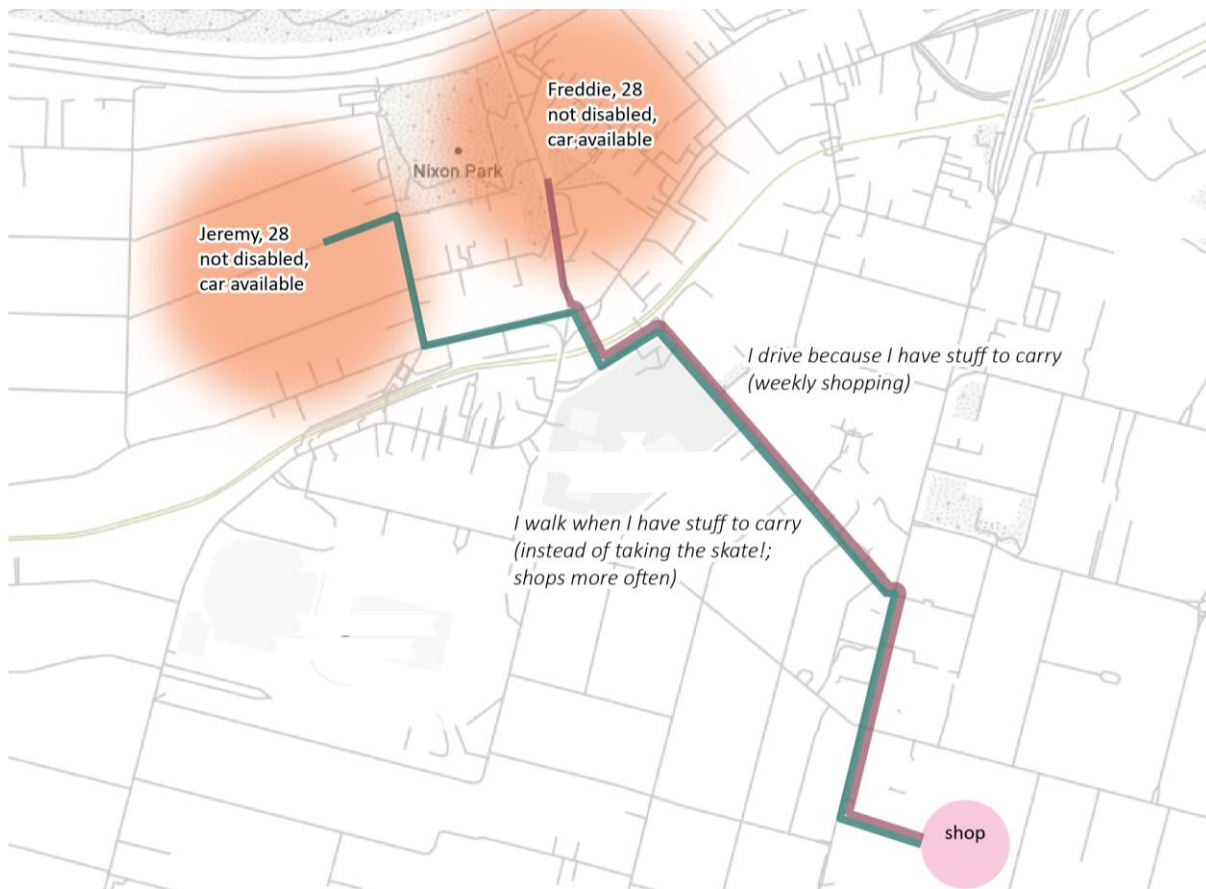 Freddie, 28
not disabled,
car available
Nixon Park
Jeremy, 28
not disabled,
car available
I drive because I have stuff to carry
(weekly shopping)
I walk when I have stuff to carry
(instead of taking the skate!;
shops more often)
shop